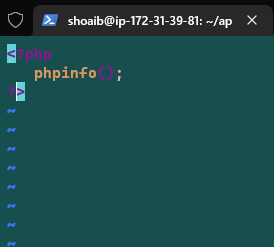 shoaib@ip-172-31-39-81: ~/ap
<?php
    phpinfo();
?>
~
~
~
~
~
~
~